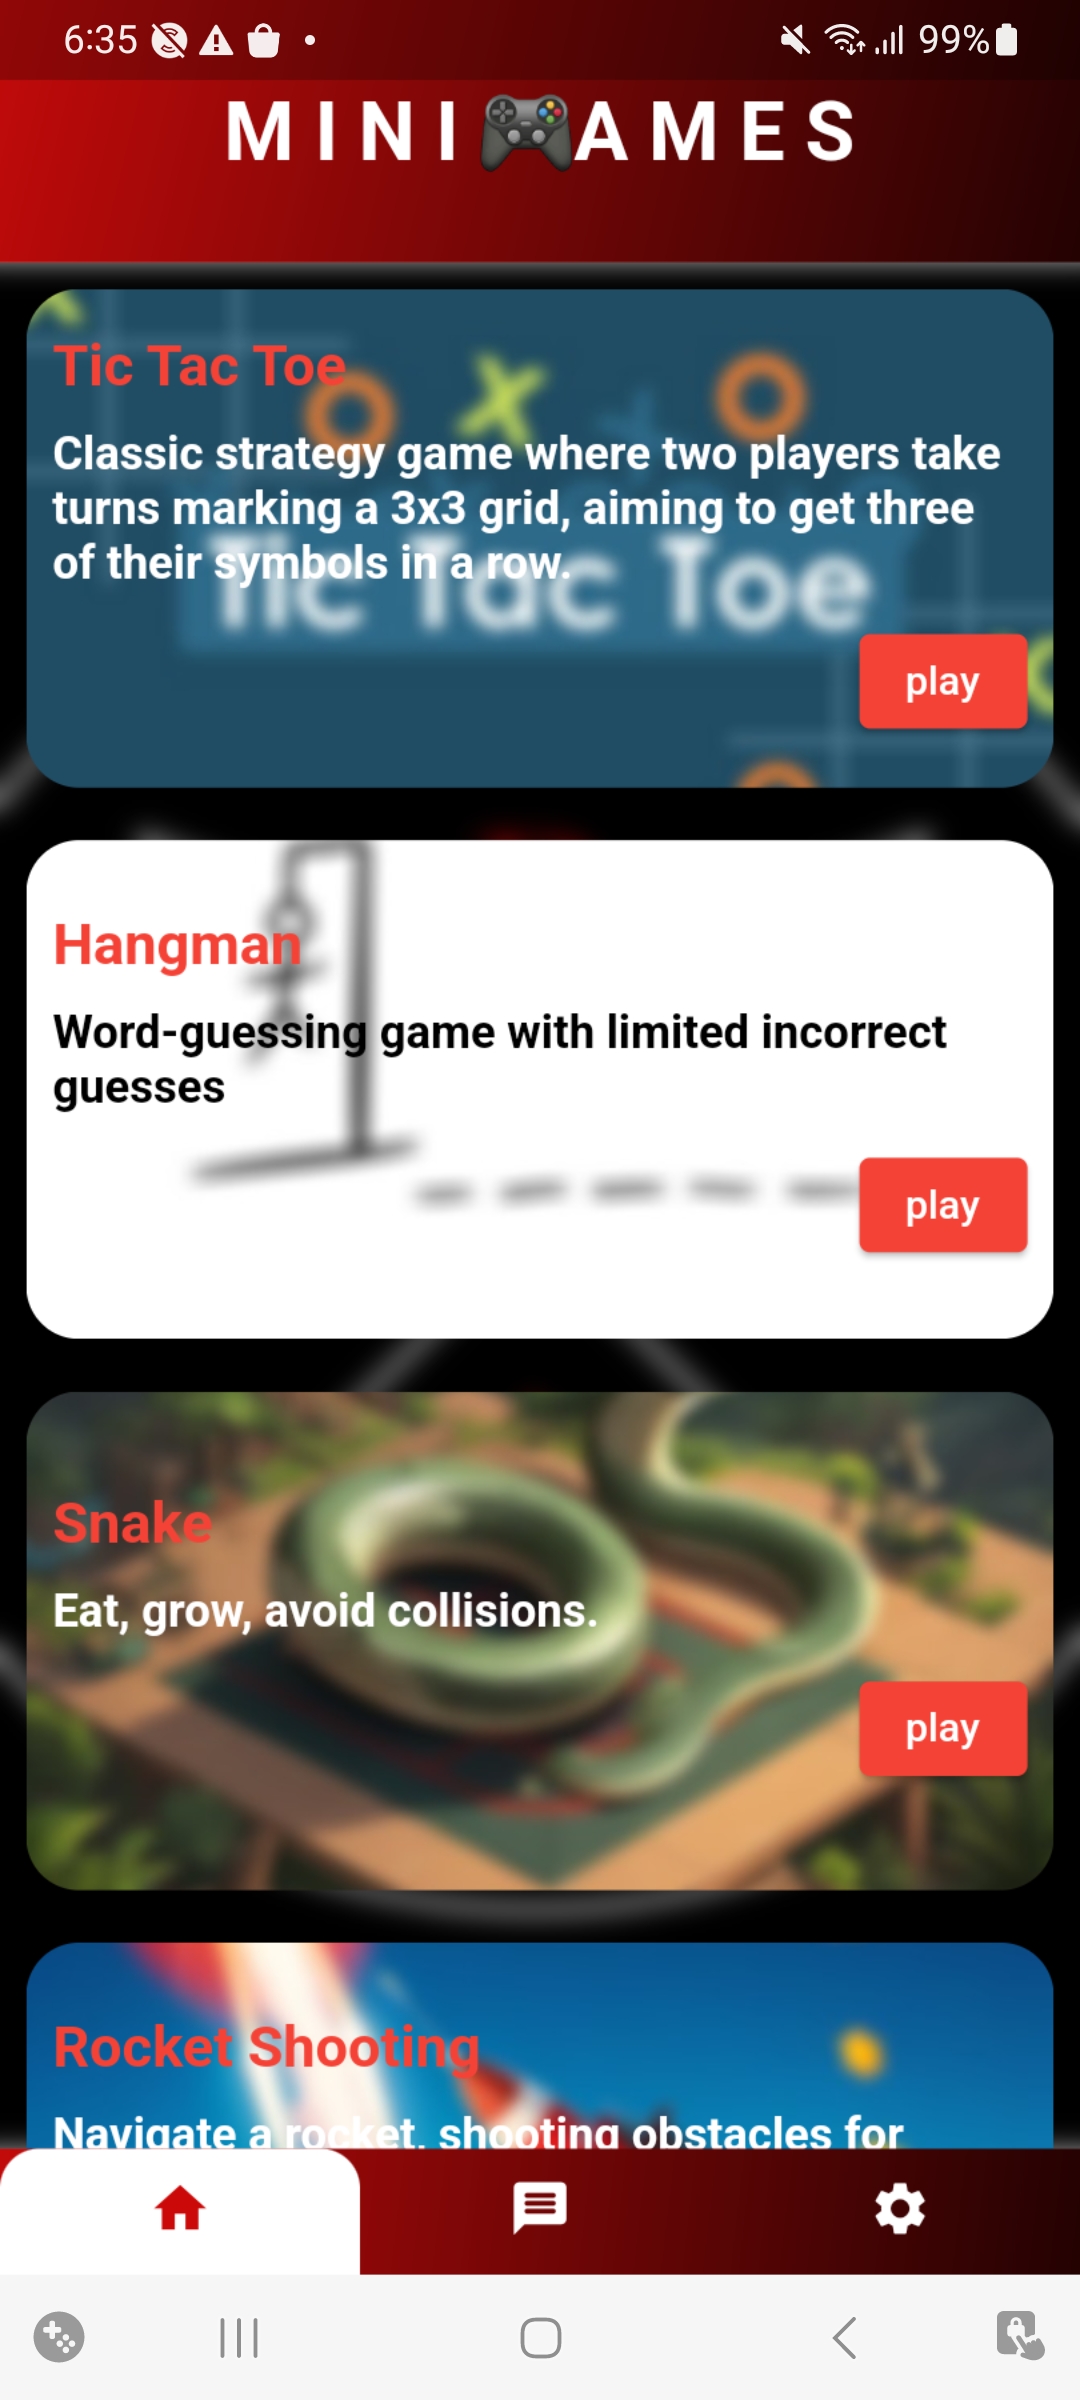 6:35
99%
MINI🎮AMES
Tic Tac Toe
Classic strategy game where two players take
turns marking a 3x3 grid, aiming to get three
of their symbols in a row.
Tic Tac Toe
play
Hangman
Word-guessing game with limited incorrect
guesses
play
Snake
Eat, grow, avoid collisions.
play
Rocket Shooting
Navigate a rocket, shooting obstacles for